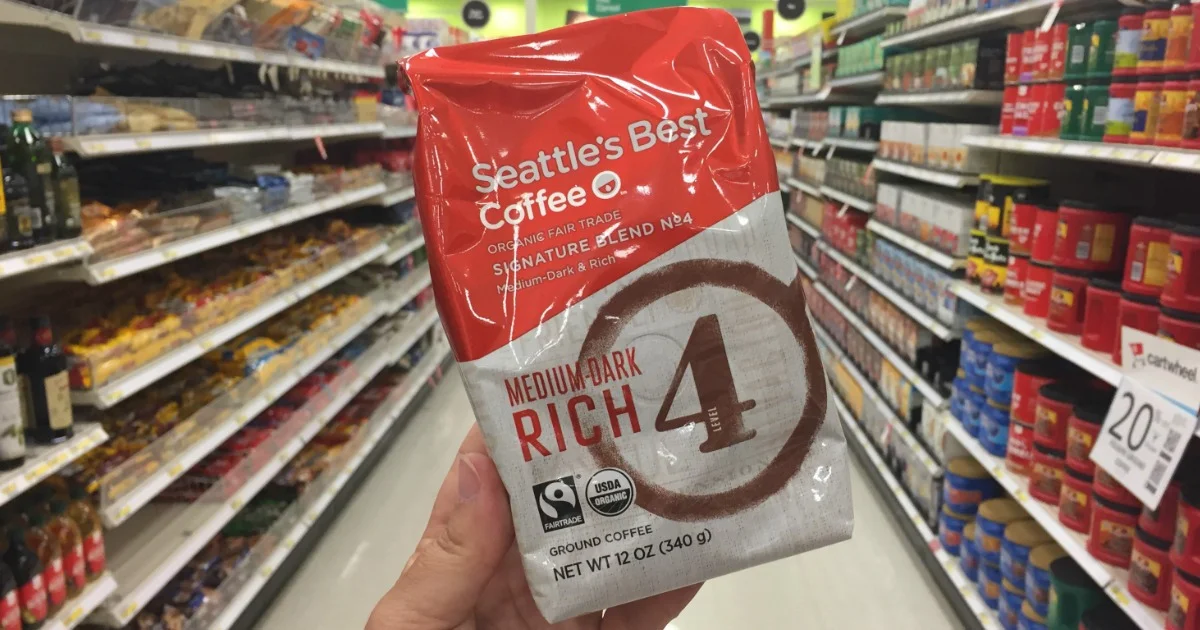 Seattle's Best
Coffee
ORGANIC FAIR TRADE
SIGNATURE BLEND No4
Medium-Dark & Rich
MEDIUM-DARK
RICH
4
LEVEL
FAIRTRADE
USDA
ORGANIC
GROUND COFFEE
NET WT 12 OZ (340 g)
cartwheel
20